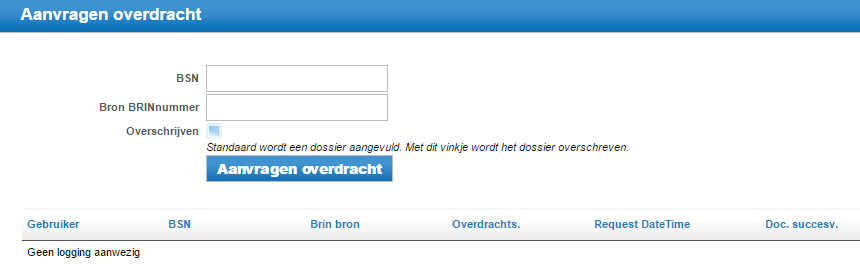 Aanvragen overdracht
BSN
Bron BRINnummer
Overschrijven
Standaard wordt een dossier aangevuld. Met dit vinkje wordt het dossier overschreven.
Aanvragen overdracht
Gebruiker BSN Brin bron Overdrachts. Request DateTime Doc. succesv.
Geen logging aanwezig